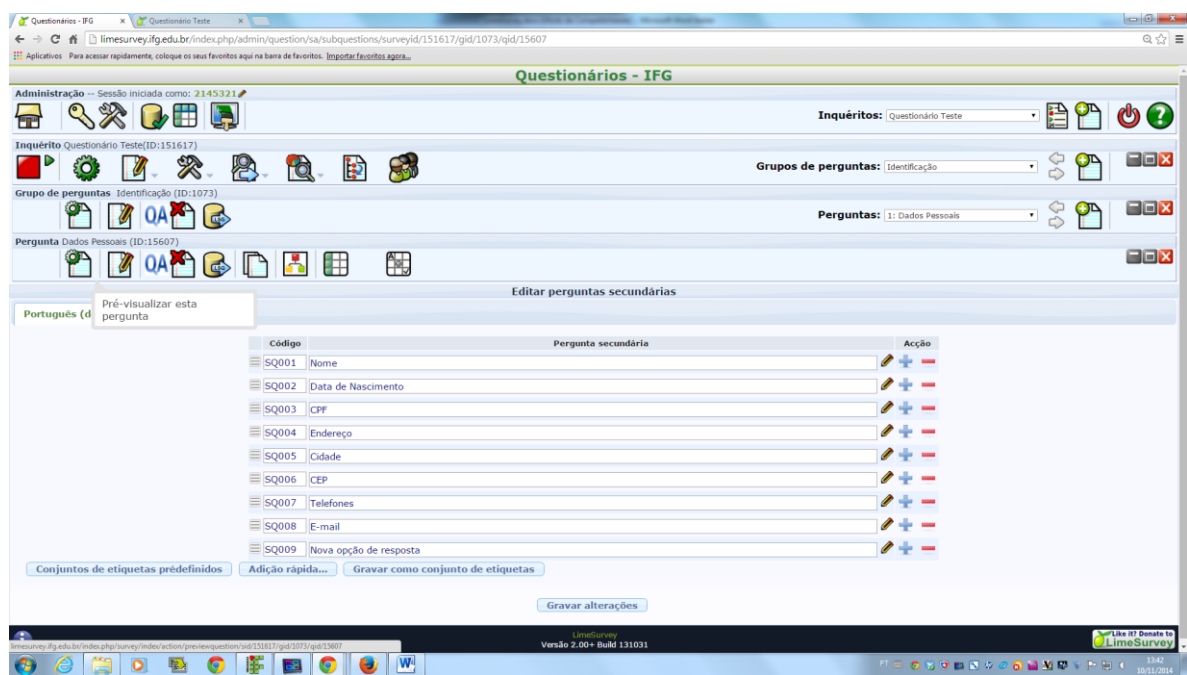 Questionários - IFG
Questionário Teste
limesurvey.ifg.edu.br/index.php/admin/question/sa/subquestions/surveyid/151617/gid/1073/qid/15607
Aplicativos Para acessar rapidamente, coloque os seus favoritos aqui na barra de favoritos. Importar favoritos agora...
Questionários - IFG
Administração -- Sessão iniciada como: 2145321
Inquéritos: Questionário Teste
Inquérito Questionário Teste(ID:151617)
Grupos de perguntas: Identificação
Grupo de perguntas Identificação (ID:1073)
QA
Perguntas: 1: Dados Pessoais
Pergunta Dados Pessoais (ID:15607)
QA
Editar perguntas secundárias
Pré-visualizar esta
pergunta
Português (d
Código Pergunta secundária Acção
SQ001 Nome
SQ002 Data de Nascimento
SQ003 CPF
SQ004 Endereço
SQ005 Cidade
SQ006 CEP
SQ007 Telefones
SQ008 E-mail
SQ009 Nova opção de resposta
Conjuntos de etiquetas prédefinidos Adição rápida... Gravar como conjunto de etiquetas
Gravar alterações
LimeSurvey
Versão 2.00+ Build 131031
Like it? Donate to
LimeSurvey
limesurvey.ifg.edu.br/index.php/survey/index/action/previewquestion/sid/151617/gid/1073/qid/15607
PT
13:42
10/11/2014